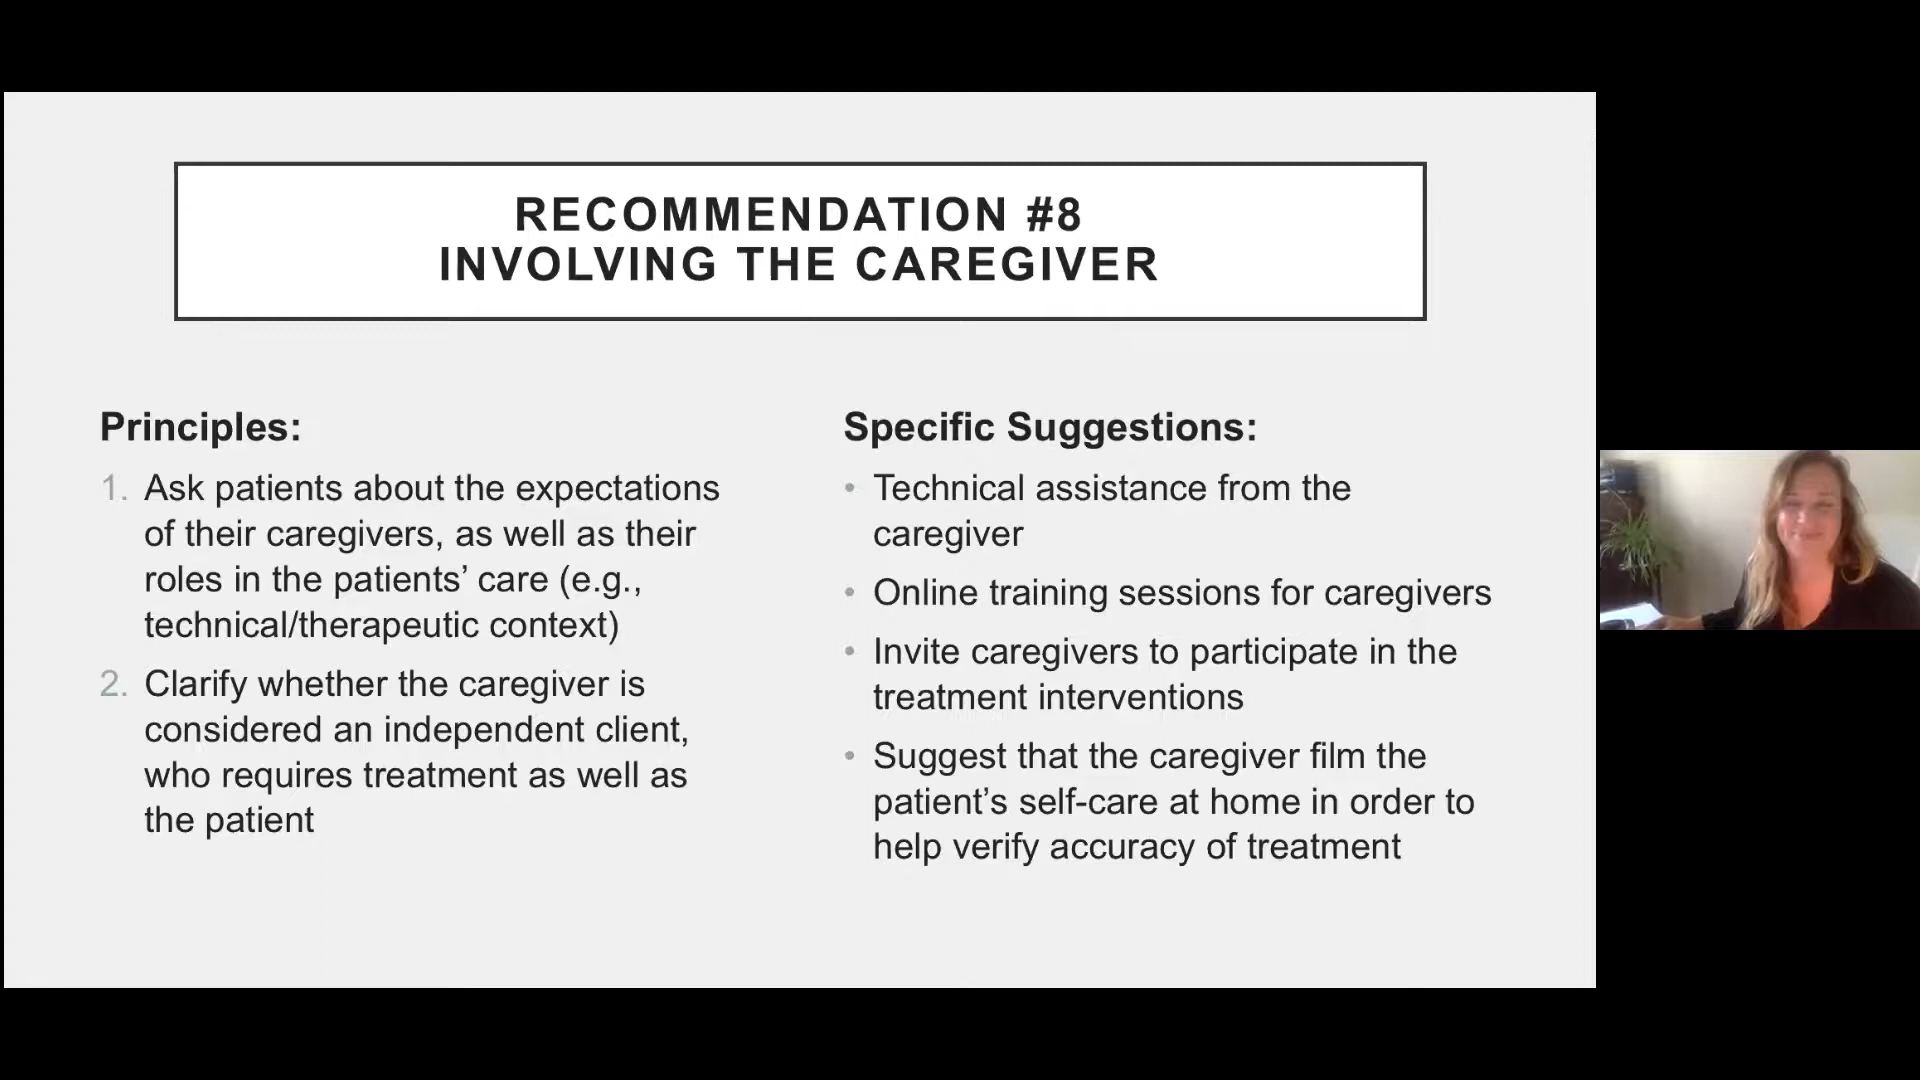 RECOMMENDATION #8
INVOLVING THE CAREGIVER
Principles:
1. Ask patients about the expectations
of their caregivers, as well as their
roles in the patients’ care (e.g.,
technical/therapeutic context)
2. Clarify whether the caregiver is
considered an independent client,
who requires treatment as well as
the patient
Specific Suggestions:
• Technical assistance from the
caregiver
• Online training sessions for caregivers
• Invite caregivers to participate in the
treatment interventions
• Suggest that the caregiver film the
patient’s self-care at home in order to
help verify accuracy of treatment